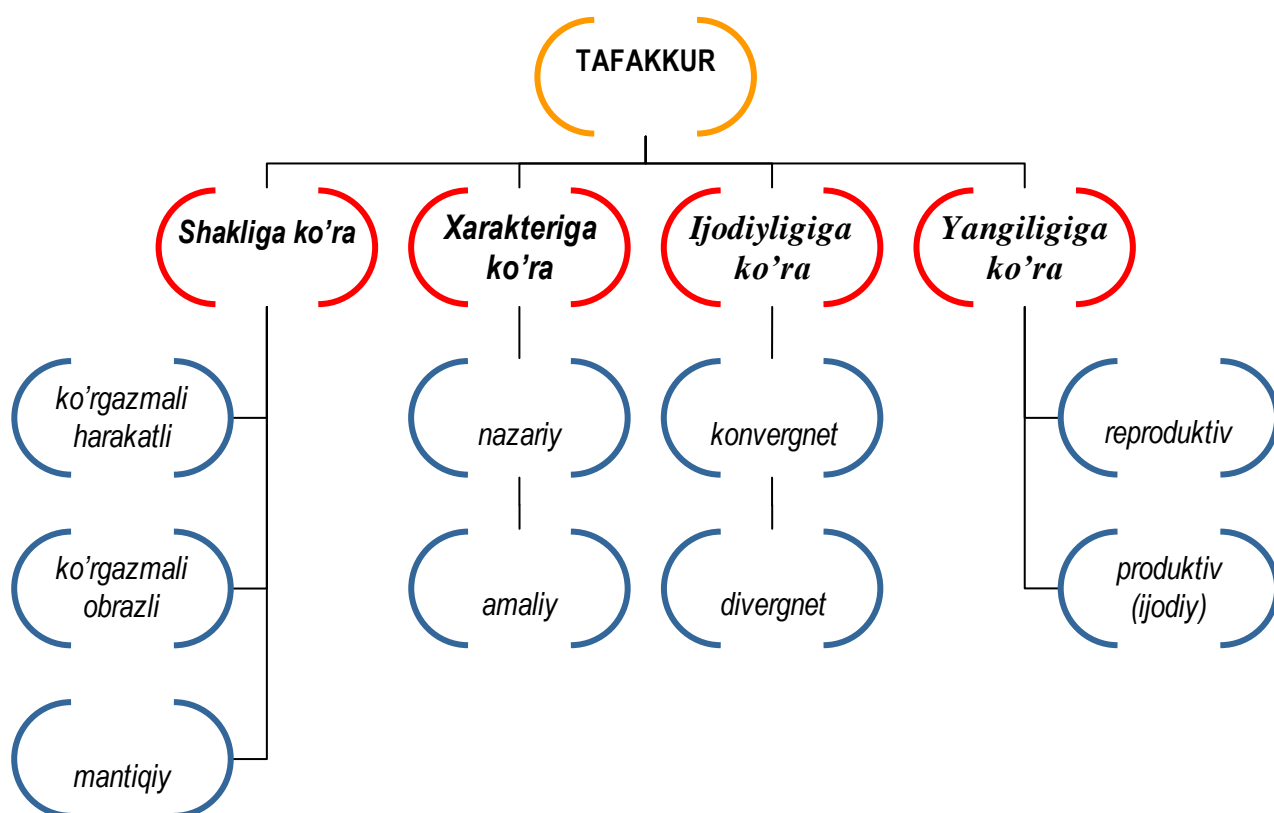 TAFAKKUR
Shakliga ko’ra
Xarakteriga
ko’ra
Ijodiyligiga
ko’ra
Yangiligiga
ko’ra
ko’rgazmali
harakatli
nazariy
konvergnet
reproduktiv
ko’rgazmali
obrazli
amaliy
divergnet
produktiv
(ijodiy)
mantiqiy